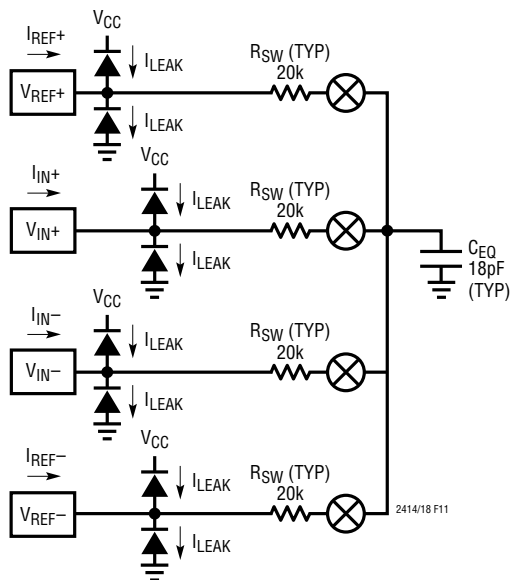 VCC
IREF+
ILEAK
RSW (TYP)
20k
VREF+
ILEAK
VCC
IIN+
ILEAK
RSW (TYP)
20k
VIN+
ILEAK
CEQ
18pF
(TYP)
VCC
IIN−
ILEAK
RSW (TYP)
20k
VIN−
ILEAK
VCC
IREF−
ILEAK
RSW (TYP)
20k
VREF−
2414/18 F11
ILEAK